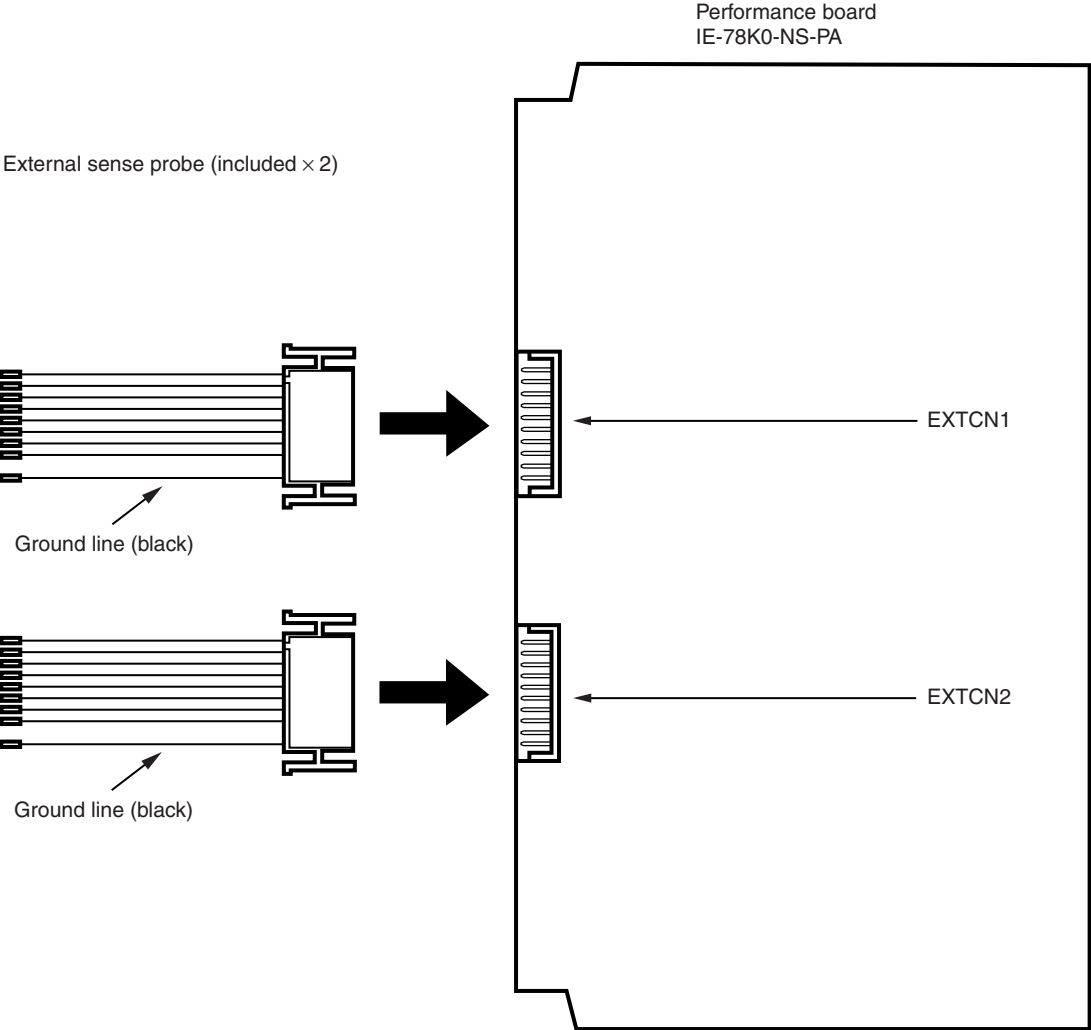 Performance board
IE-78K0-NS-PA
External sense probe (included × 2)
EXTCN1
Ground line (black)
EXTCN2
Ground line (black)